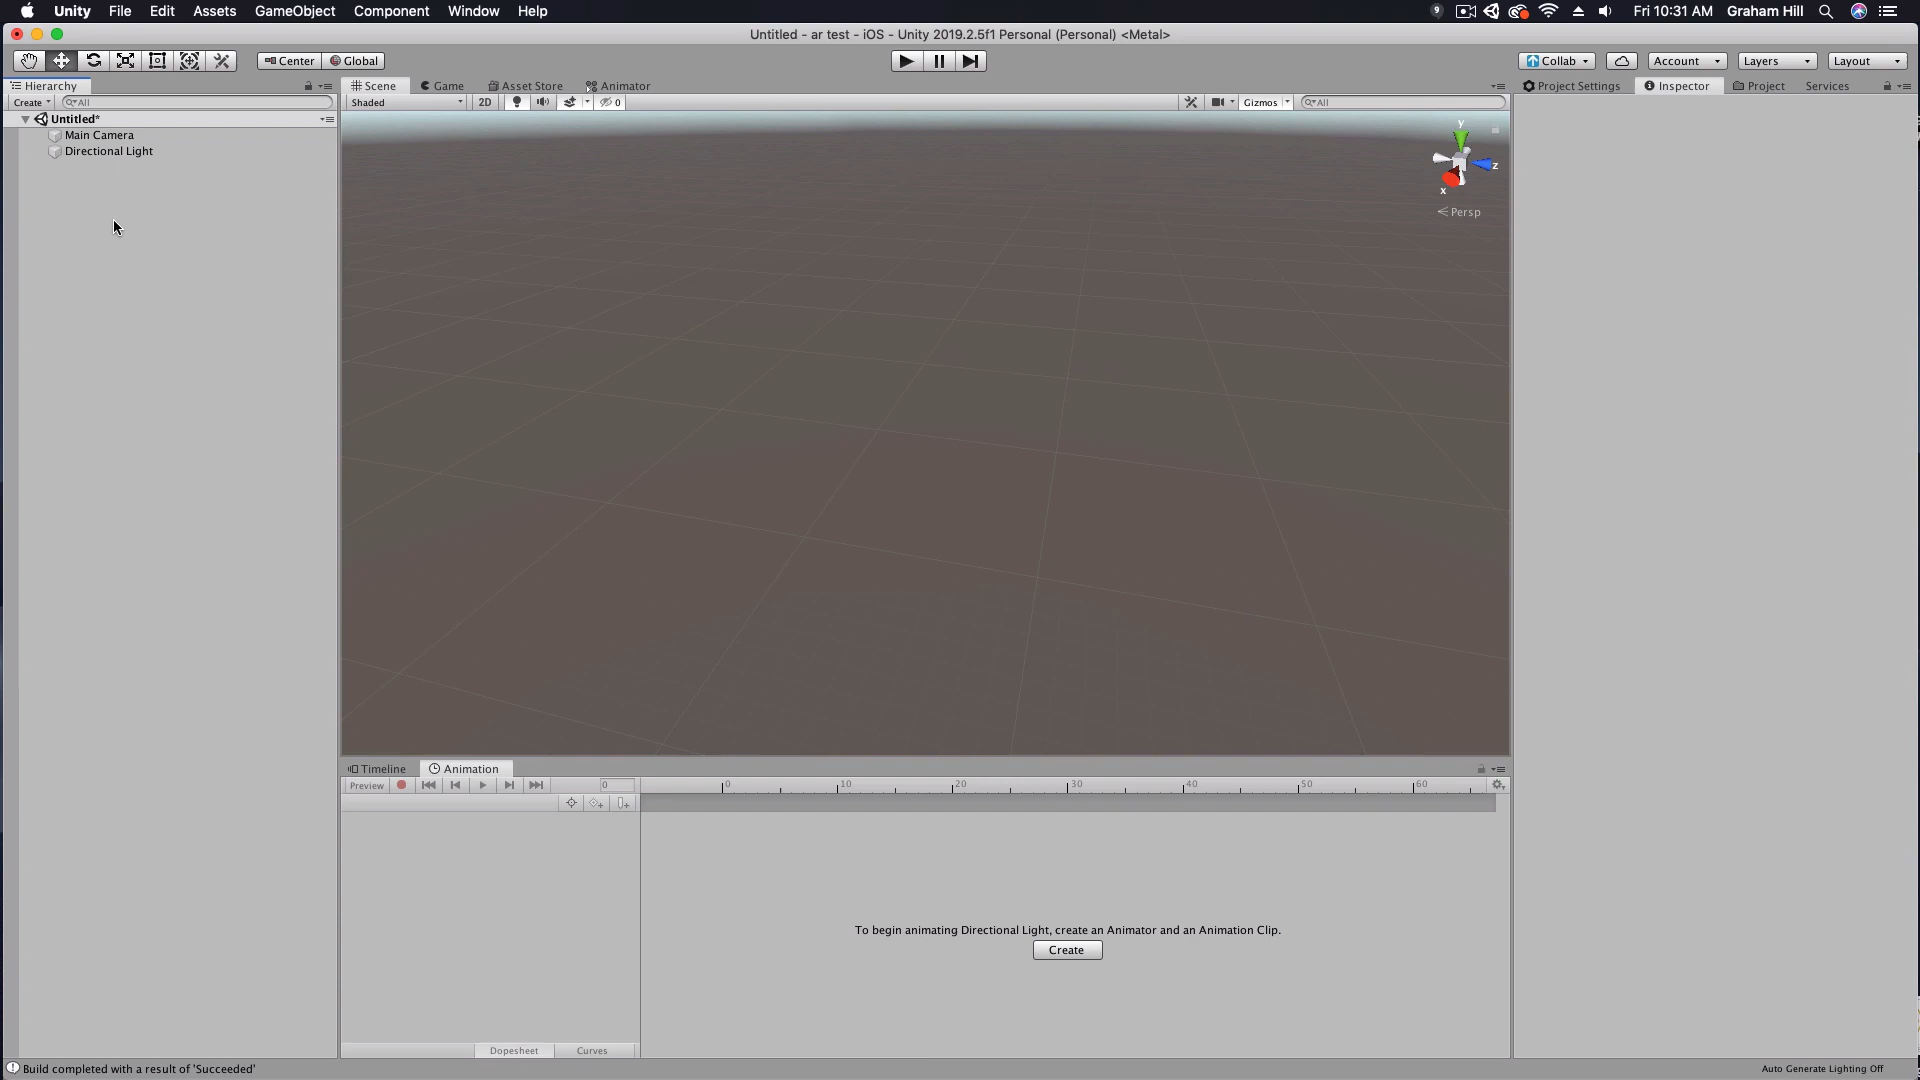 Unity File Edit Assets GameObject Component Window Help 9 Fri 10:31 AM Graham Hill
Untitled - ar test - iOS - Unity 2019.2.5f1 Personal (Personal) <Metal>
Center Global Collab Account Layers Layout
Hierarchy Scene Game Asset Store Animator Project Settings Inspector Project Services
Create All Shaded 2D 0 Gizmos All
Untitled*
Main Camera
Directional Light
y
z
x
Persp
Timeline Animation
Preview 0 0 10 20 30 40 50 60
To begin animating Directional Light, create an Animator and an Animation Clip.
Create
Dopesheet Curves
Build completed with a result of 'Succeeded' Auto Generate Lighting Off